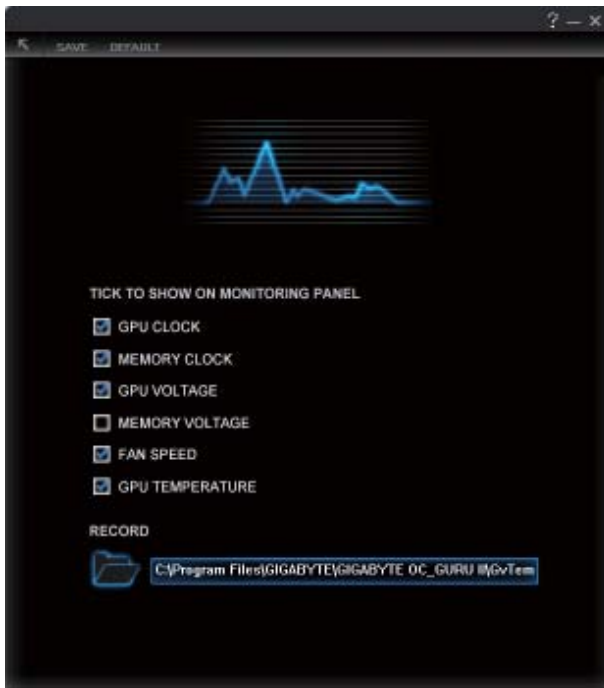 ? – ×
SAVE DEFAULT
TICK TO SHOW ON MONITORING PANEL
GPU CLOCK
MEMORY CLOCK
GPU VOLTAGE
MEMORY VOLTAGE
FAN SPEED
GPU TEMPERATURE
RECORD
C:\Program Files\GIGABYTE\GIGABYTE OC_GURU II\GvTem